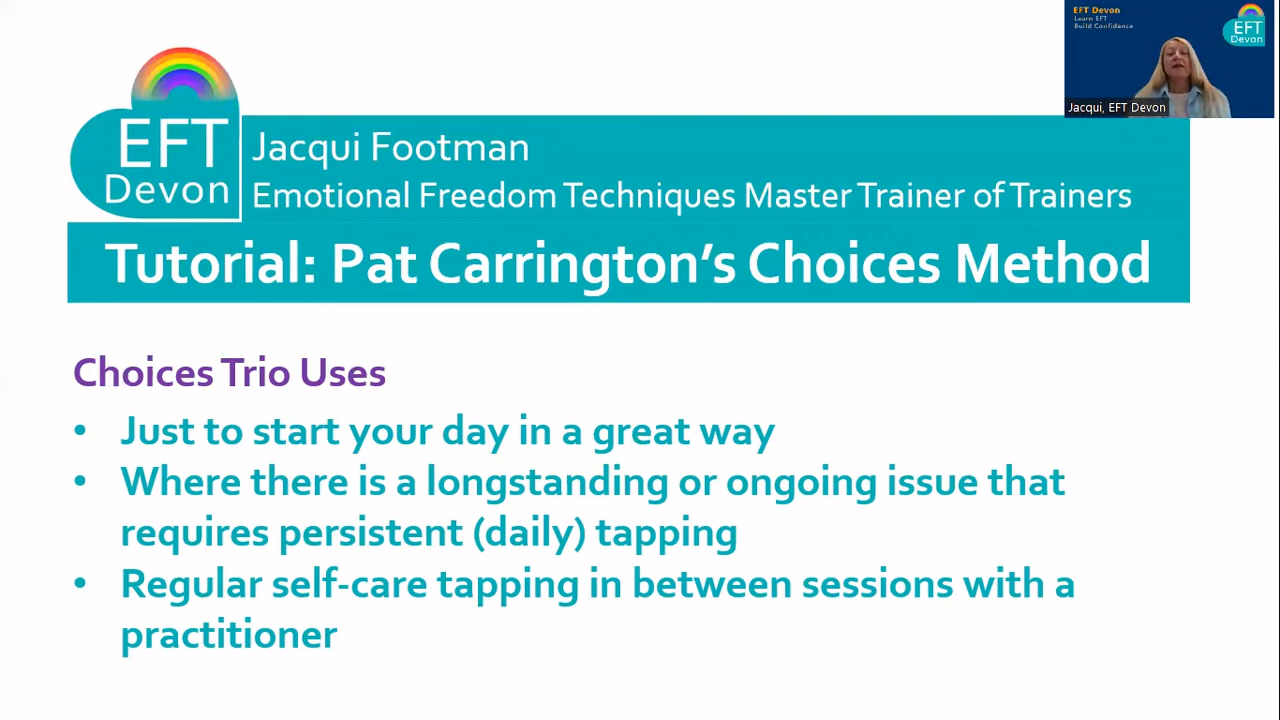 EFT Devon
Learn EFT
Build Confidence
EFT
Devon
Jacqui, EFT Devon
EFT
Devon
Jacqui Footman
Emotional Freedom Techniques Master Trainer of Trainers
Tutorial: Pat Carrington’s Choices Method
Choices Trio Uses
• Just to start your day in a great way
• Where there is a longstanding or ongoing issue that
requires persistent (daily) tapping
• Regular self-care tapping in between sessions with a
practitioner